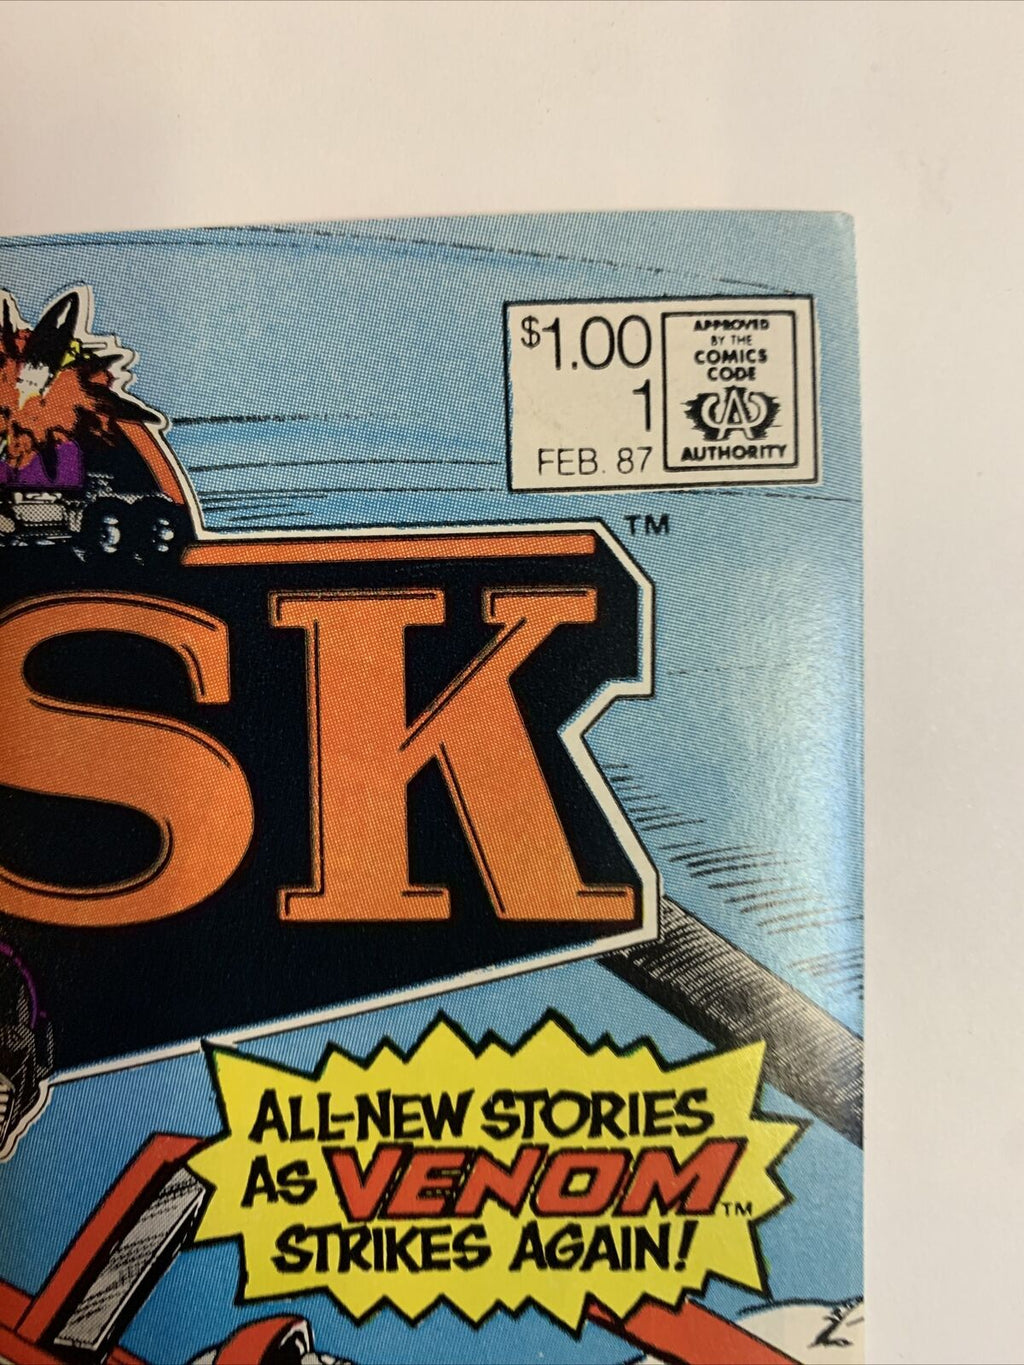 $1.00
1
FEB. 87
APPROVED
BY THE
COMICS
CODE
CA
AUTHORITY
TM
SK
ALL-NEW STORIES
AS VENOM TM
STRIKES AGAIN!